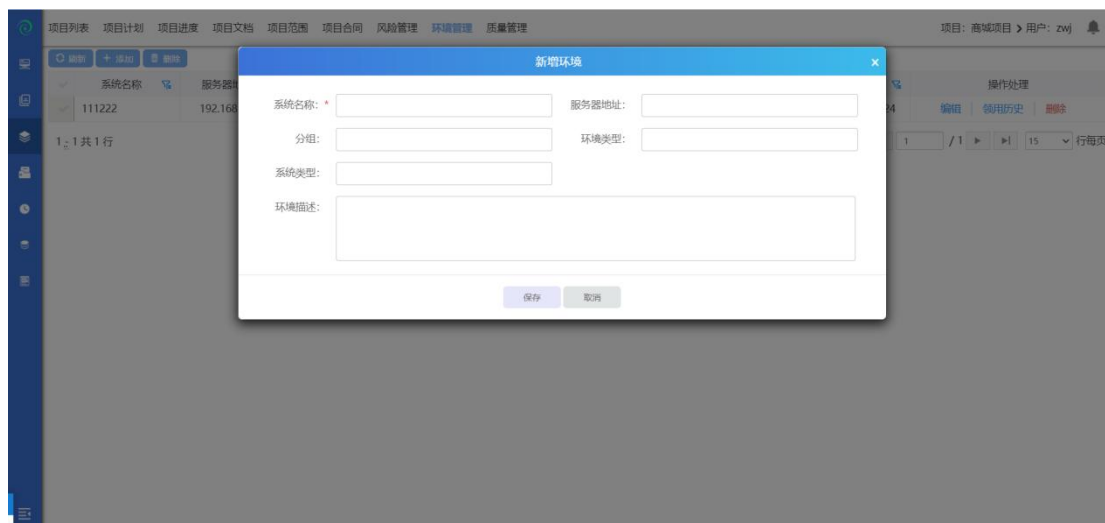 项目列表 项目计划 项目进度 项目文档 项目范围 项目合同 风险管理 环境管理 质量管理 项目：商城项目 > 用户：zwj
刷新 + 添加 删除
新增环境 x
系统名称 服务器地 操作处理
111222 192.168 24 编辑 领用历史 删除
系统名称：* 服务器地址：
1 - 1 共 1 行 1 / 1 15 行每页
分组： 环境类型：
系统类型：
环境描述：
保存 取消